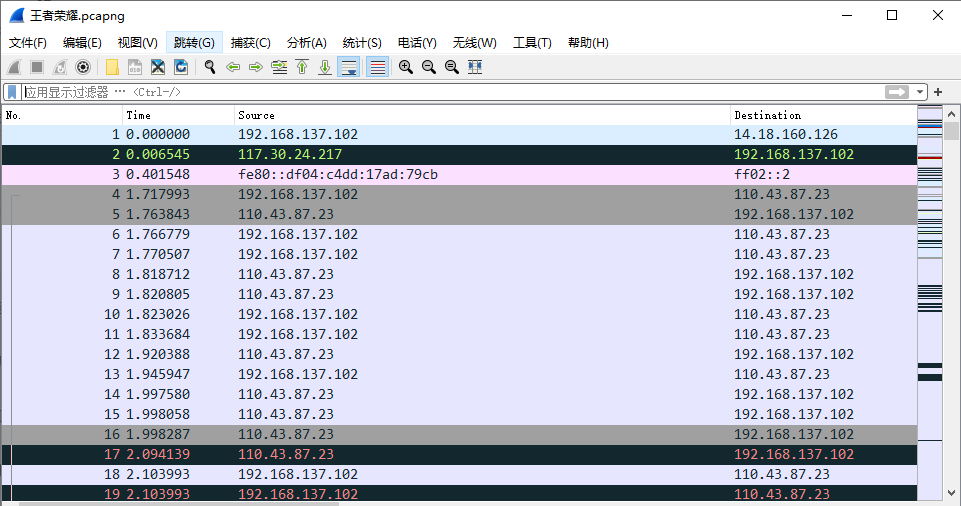 王者荣耀.pcapng
文件(F) 编辑(E) 视图(V) 跳转(G) 捕获(C) 分析(A) 统计(S) 电话(Y) 无线(W) 工具(T) 帮助(H)
应用显示过滤器 … <Ctrl-/>
No. Time Source Destination
1 0.000000 192.168.137.102 14.18.160.126
2 0.006545 117.30.24.217 192.168.137.102
3 0.401548 fe80::df04:c4dd:17ad:79cb ff02::2
4 1.717993 192.168.137.102 110.43.87.23
5 1.763843 110.43.87.23 192.168.137.102
6 1.766779 192.168.137.102 110.43.87.23
7 1.770507 192.168.137.102 110.43.87.23
8 1.818712 110.43.87.23 192.168.137.102
9 1.820805 110.43.87.23 192.168.137.102
10 1.823026 192.168.137.102 110.43.87.23
11 1.833684 192.168.137.102 110.43.87.23
12 1.920388 110.43.87.23 192.168.137.102
13 1.945947 192.168.137.102 110.43.87.23
14 1.997580 110.43.87.23 192.168.137.102
15 1.998058 110.43.87.23 192.168.137.102
16 1.998287 110.43.87.23 192.168.137.102
17 2.094139 110.43.87.23 192.168.137.102
18 2.103993 192.168.137.102 110.43.87.23
19 2.103993 192.168.137.102 110.43.87.23